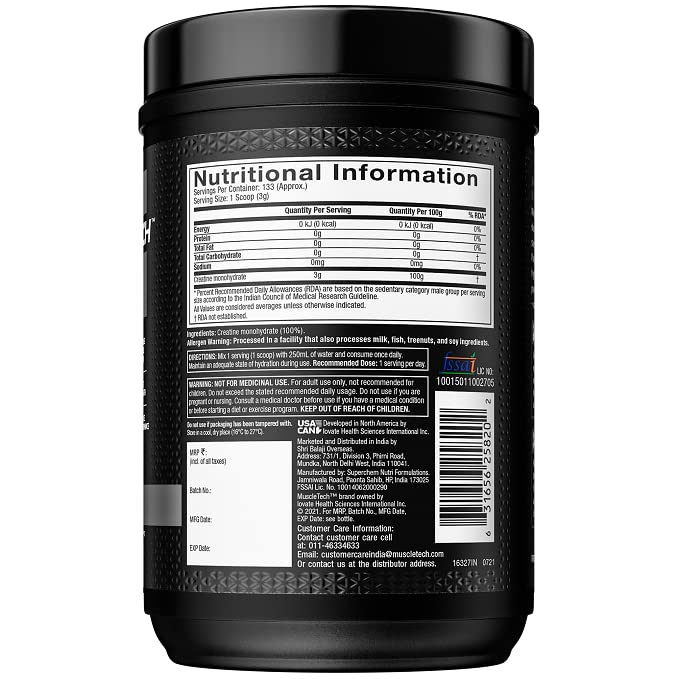 CH™
Nutritional Information
Servings Per Container: 133 (Approx.)
Serving Size: 1 Scoop (3g)
Quantity Per Serving Quantity Per 100g % RDA*
Energy 0 kJ (0 kcal) 0 kJ (0 kcal) 0%
Protein 0g 0g 0%
Total Fat 0g 0g 0%
Total Carbohydrate 0g 0g †
Sodium 0mg 0mg 0%
Creatine monohydrate 3g 100g †
* Percent Recommended Daily Allowances (RDA) are based on the sedentary category male group per serving
size according to the Indian Council of Medical Research Guideline.
All Values are considered averages unless otherwise indicated.
† RDA not established.
Ingredients: Creatine monohydrate (100%).
Allergen Warning: Processed in a facility that also processes milk, fish, treenuts, and soy ingredients.
DIRECTIONS: Mix 1 serving (1 scoop) with 250mL of water and consume once daily.
Maintain an adequate state of hydration during use. Recommended Dose: 1 serving per day.
fssai
LIC NO:
10015011002705
WARNING: NOT FOR MEDICINAL USE. For adult use only, not recommended for
children. Do not exceed the stated recommended daily usage. Do not use if you are
pregnant or nursing. Consult a medical doctor before use if you have a medical condition
or before starting a diet or exercise program. KEEP OUT OF REACH OF CHILDREN.
Do not use if packaging has been tampered with.
Store in a cool, dry place (16°C to 27°C).
MRP ₹:
(incl. of all taxes)
Batch No.:
MFG Date:
EXP Date:
USA
CAN
Developed in North America by
Iovate Health Sciences International Inc.
Marketed and Distributed in India by
Shri Balaji Overseas.
Address: 731/1, Division 3, Phirni Road,
Mundka, North Delhi West, India 110041.
Manufactured by: Superchem Nutri Formulations.
Jamniwala Road, Paonta Sahib, HP, India 173025
FSSAI Lic. No. 10014062000290
MuscleTech™ brand owned by
Iovate Health Sciences International Inc.
© 2021. For MRP, Batch No., MFG Date,
EXP Date: see bottle.
Customer Care Information:
Contact customer care cell
at: 011-46334633
Email: customercareindia@muscletech.com
Or contact us at the distributor address.
6 31656 25820 2
16327IN 0721